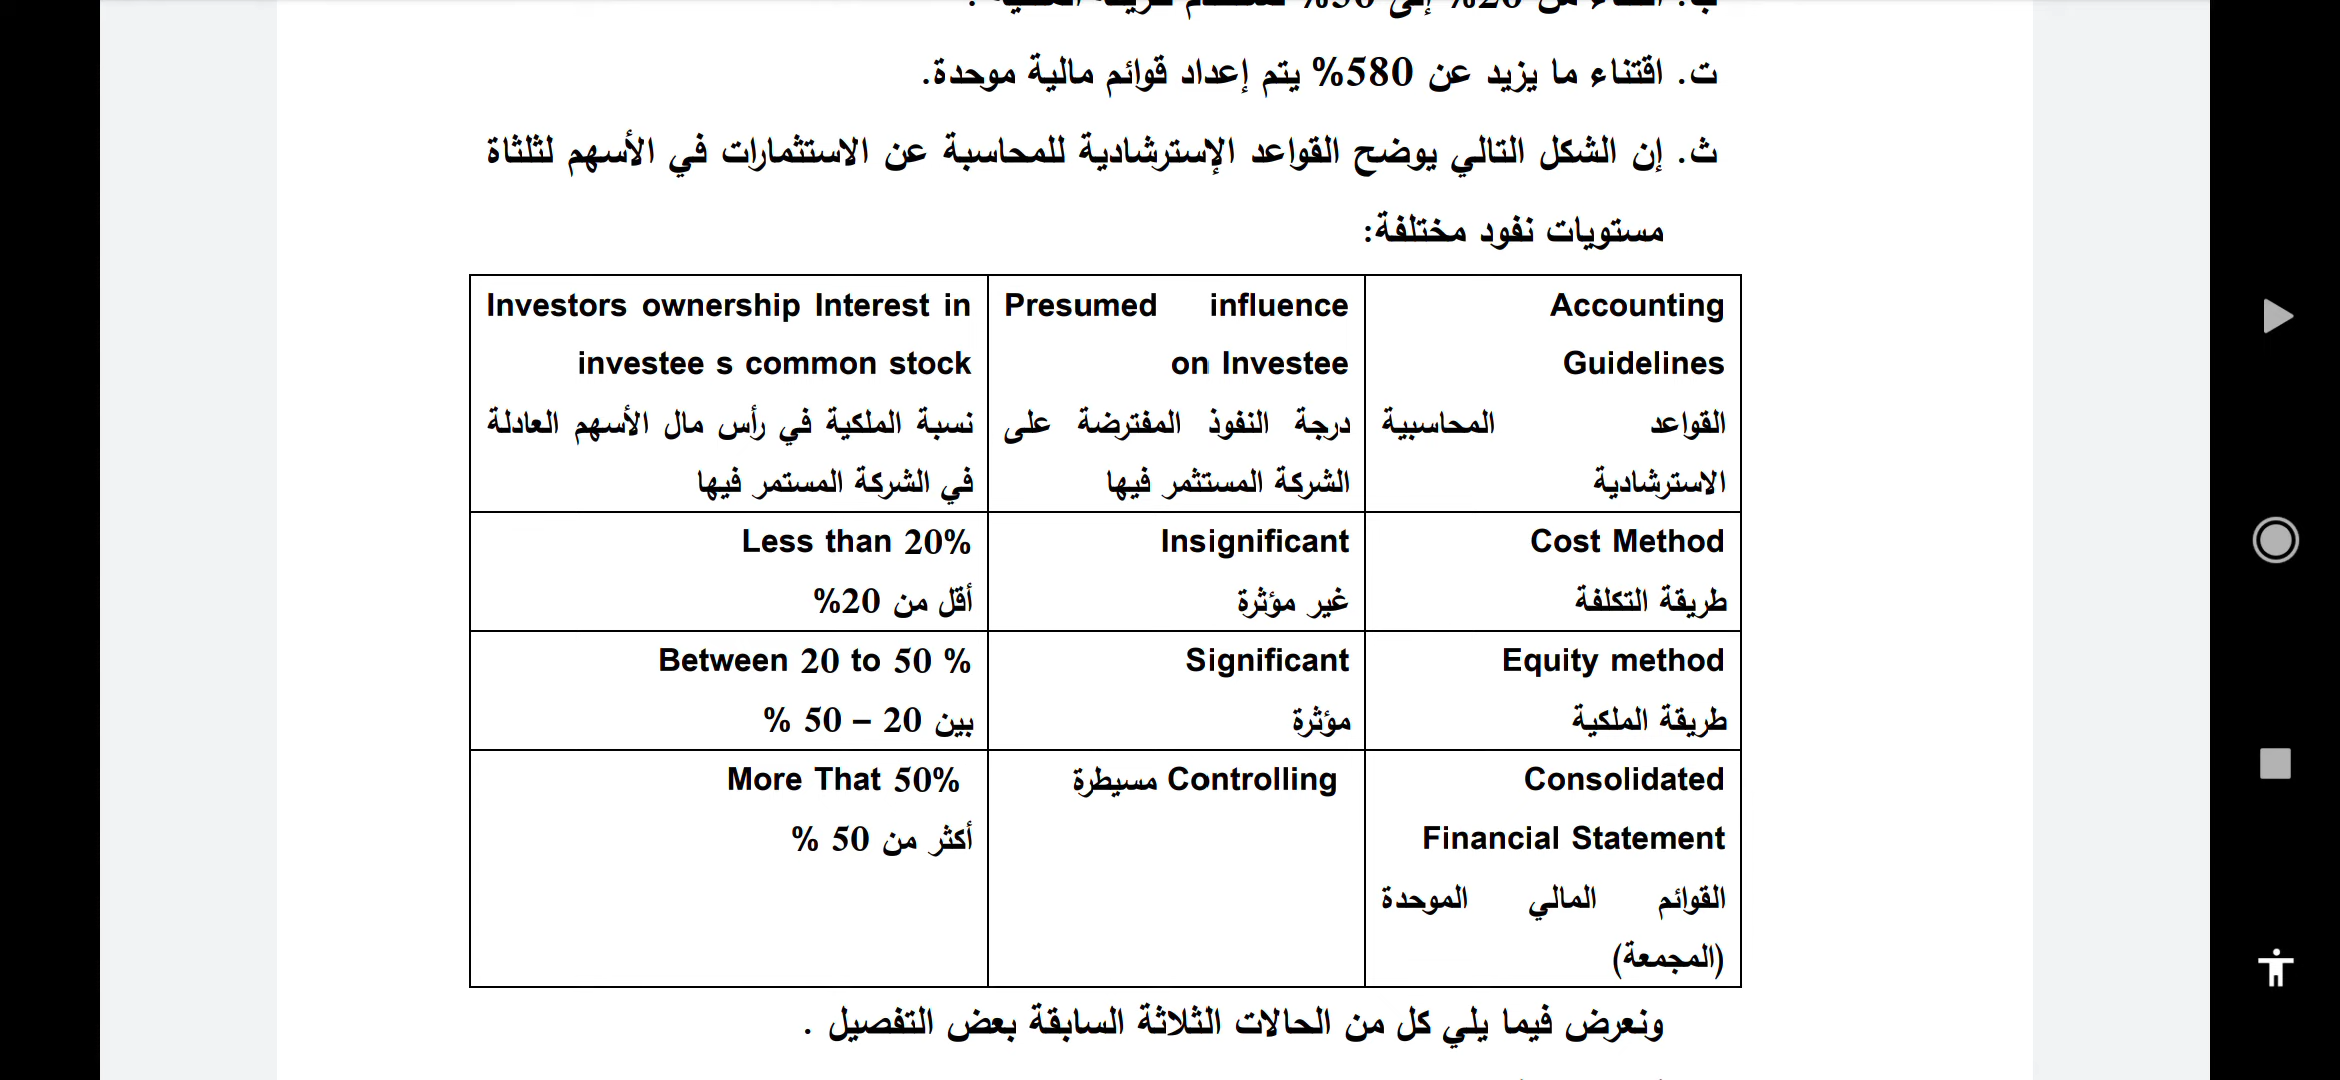 ت. اقتناء ما يزيد عن 580% يتم إعداد قوائم مالية موحدة.
ث. إن الشكل التالي يوضح القواعد الإسترشادية للمحاسبة عن الاستثمارات في الأسهم لثلثاة
مستويات نفود مختلفة:
Accounting
Guidelines
القواعد المحاسبية
الاسترشادية
Presumed influence
on Investee
درجة النفوذ المفترضة على
الشركة المستثمر فيها
Investors ownership Interest in
investee s common stock
نسبة الملكية في رأس مال الأسهم العادلة
في الشركة المستمر فيها
Cost Method
طريقة التكلفة
Insignificant
غير مؤثرة
Less than 20%
أقل من 20%
Equity method
طريقة الملكية
Significant
مؤثرة
Between 20 to 50 %
بين 20 – 50 %
Consolidated
Financial Statement
القوائم المالي الموحدة
(المجمعة)
Controlling مسيطرة
More That 50%
أكثر من 50 %
ونعرض فيما يلي كل من الحالات الثلاثة السابقة بعض التفصيل .